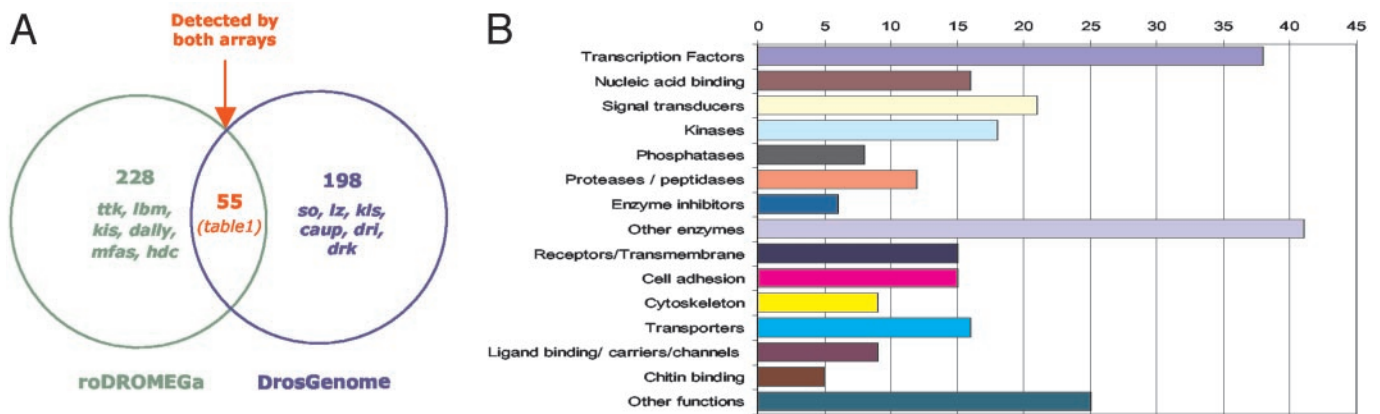 A
Detected by
both arrays
228
ttk, lbm,
kis, dally,
mfas, hdc
55
(table1)
198
so, lz, kls,
caup, dri,
drk
roDROMEGa
DrosGenome
B
0 5 10 15 20 25 30 35 40 45
Transcription Factors
Nucleic acid binding
Signal transducers
Kinases
Phosphatases
Proteases / peptidases
Enzyme inhibitors
Other enzymes
Receptors/Transmembrane
Cell adhesion
Cytoskeleton
Transporters
Ligand binding/ carriers/channels
Chitin binding
Other functions